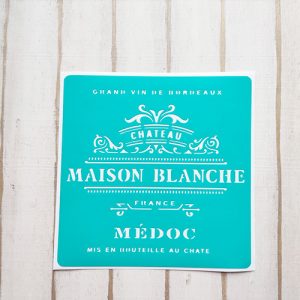 GRAND VIN DE BORDEAUX
CHATEAU
MAISON BLANCHE
FRANCE
MÉDOC
MIS EN BOUTEILLE AU CHATE